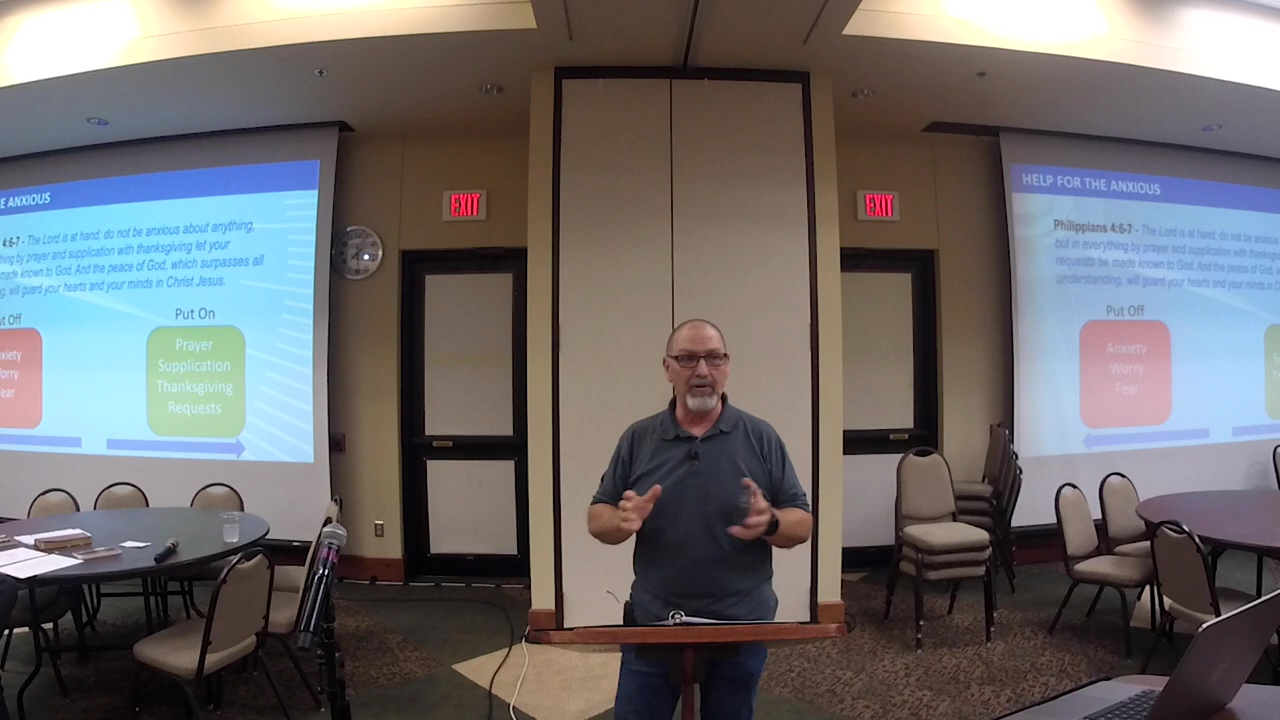 E ANXIOUS
4:6-7 - The Lord is at hand; do not be anxious about anything,
thing by prayer and supplication with thanksgiving let your
made known to God. And the peace of God, which surpasses all
g, will guard your hearts and your minds in Christ Jesus.
ut Off
Put On
xiety
orry
ear
Prayer
Supplication
Thanksgiving
Requests
EXIT
EXIT
HELP FOR THE ANXIOUS
Philippians 4:6-7 - The Lord is at hand; do not be anxious
but in everything by prayer and supplication with thanksgiv
requests be made known to God. And the peace of God,
understanding, will guard your hearts and your minds in C
Put Off
Anxiety
Worry
Fear